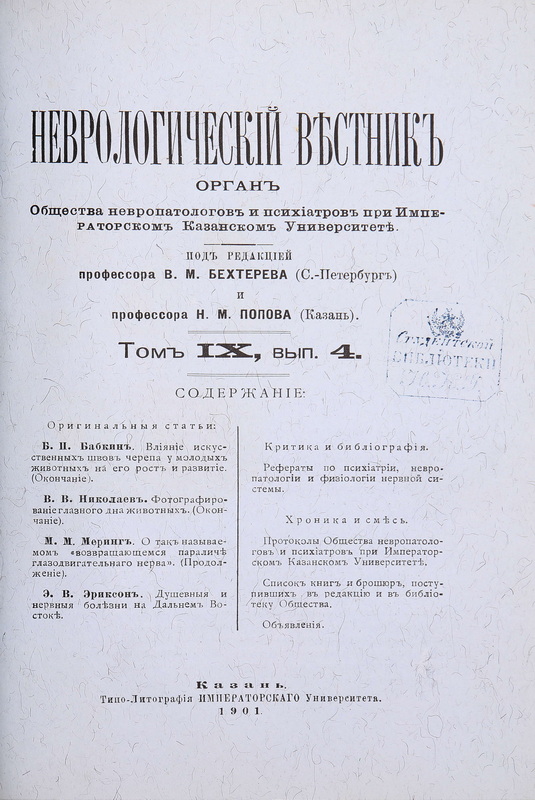 НЕВРОЛОГИЧЕСКІЙ ВѢСТНИКЪ
ОРГАНЪ
Общества невропатологовъ и психіатровъ при Импе-
раторскомъ Казанскомъ Университетѣ.
ПОДЪ РЕДАКЦІЕЙ
профессора В. М. БЕХТЕРЕВА (С.-Петербургъ)
и
профессора Н. М. ПОПОВА (Казань).
Томъ IX, вып. 4.
СОДЕРЖАНІЕ:
Оригинальныя статьи:
Б. П. Бабкинъ. Вліяніе искус-
ственныхъ швовъ черепа у молодыхъ
животныхъ на его ростъ и развитіе.
(Окончаніе).
В. В. Николаевъ. Фотографиро-
ваніе глазного дна животныхъ. (Окон-
чаніе).
М. М. Мерингъ. О такъ называе-
момъ «возвращающемся параличѣ
глазодвигательнаго нерва». (Продол-
женіе).
Э. В. Эриксонъ. Душевныя и
нервныя болѣзни на Дальнемъ Во-
стокѣ.
Критика и библіографія.
Рефераты по психіатріи, невро-
патологіи и физіологіи нервной си-
стемы.
Хроника и смѣсь.
Протоколы Общества невропатоло-
говъ и психіатровъ при Император-
скомъ Казанскомъ Университетѣ.
Списокъ книгъ и брошюръ, посту-
пившихъ въ редакцію и въ библіо-
теку Общества.
Объявленія.
Студентской
БИБЛІОТЕКИ
Казань.
Типо-Литографія ИМПЕРАТОРСКАГО Университета.
1901